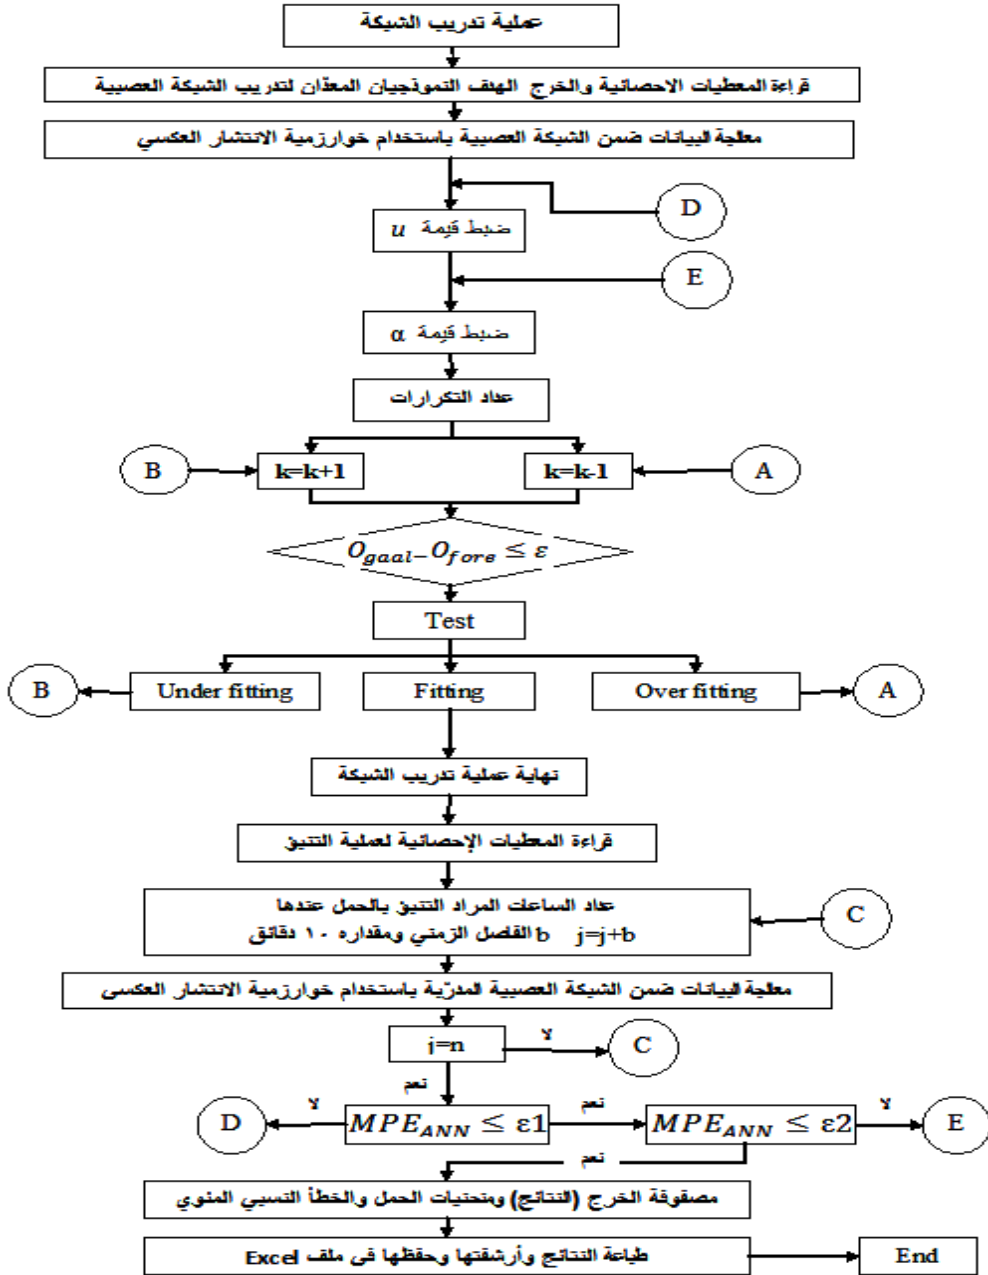 عملية تدريب الشبكة
قراءة المعطيات الاحصائية والخرج الهدف النموذجيان المعدّان لتدريب الشبكة العصبية
معالجة البيانات ضمن الشبكة العصبية باستخدام خوارزمية الانتشار العكسي
D
ضبط قيمة u
E
ضبط قيمة α
عداد التكرارات
B
k=k+1
k=k-1
A
O_gaal_O_fore ≤ ε
Test
B
Under fitting
Fitting
Over fitting
A
نهاية عملية تدريب الشبكة
قراءة المعطيات الإحصائية لعملية التنبؤ
عداد الساعات المراد التنبؤ بالحمل عندها
j=j+b b الفاصل الزمني ومقداره ١٠ دقائق
C
معالجة البيانات ضمن الشبكة العصبية المدرّبة باستخدام خوارزمية الانتشار العكسي
j=n
لا
C
نعم
D
لا
MPE_ANN ≤ ε1
نعم
MPE_ANN ≤ ε2
لا
E
نعم
مصفوفة الخرج (النتائج) ومنحنيات الحمل والخطأ النسبي المئوي
طباعة النتائج وأرشفتها وحفظها في ملف Excel
End